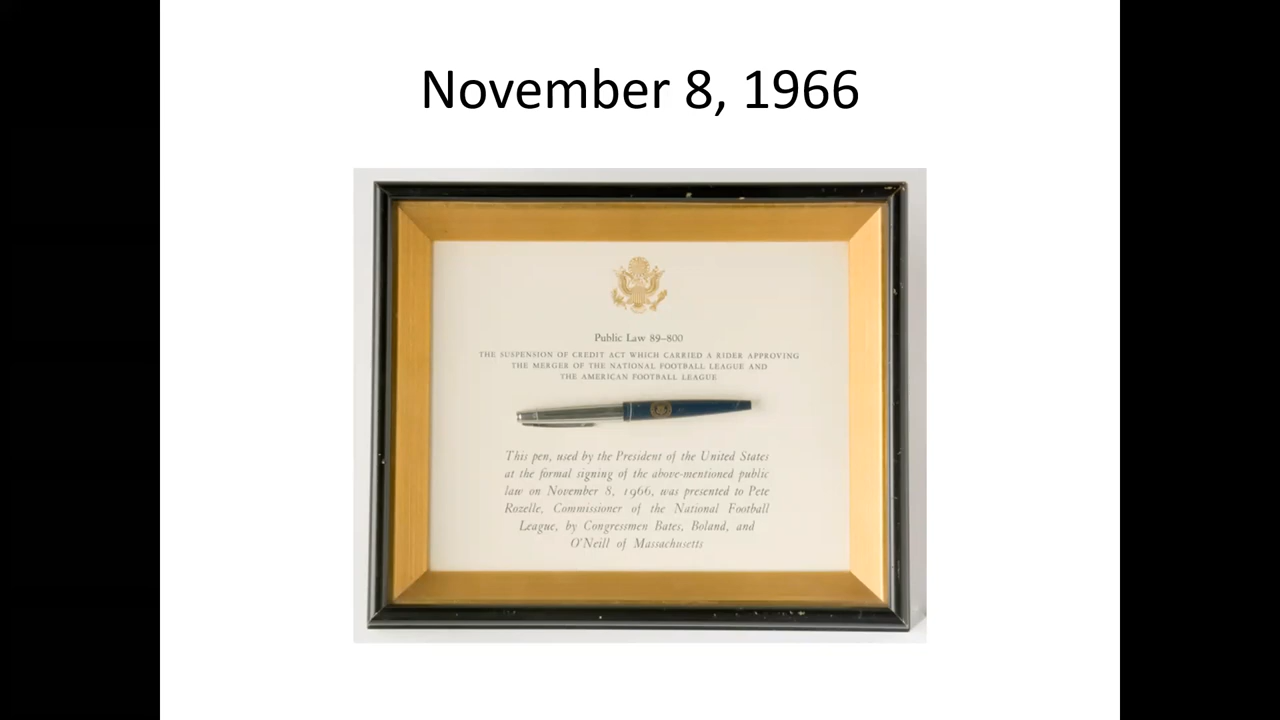 November 8, 1966
Public Law 89–800
THE SUSPENSION OF CREDIT ACT WHICH CARRIED A RIDER APPROVING
THE MERGER OF THE NATIONAL FOOTBALL LEAGUE AND
THE AMERICAN FOOTBALL LEAGUE
This pen, used by the President of the United States
at the formal signing of the above-mentioned public
law on November 8, 1966, was presented to Pete
Rozelle, Commissioner of the National Football
League, by Congressmen Bates, Boland, and
O'Neill of Massachusetts